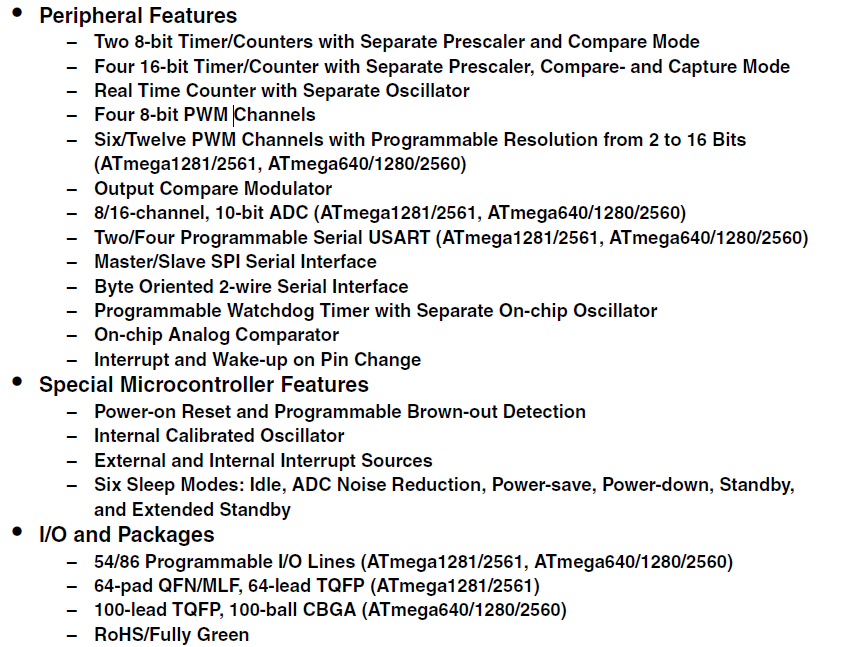 • Peripheral Features
– Two 8-bit Timer/Counters with Separate Prescaler and Compare Mode
– Four 16-bit Timer/Counter with Separate Prescaler, Compare- and Capture Mode
– Real Time Counter with Separate Oscillator
– Four 8-bit PWM Channels
– Six/Twelve PWM Channels with Programmable Resolution from 2 to 16 Bits
(ATmega1281/2561, ATmega640/1280/2560)
– Output Compare Modulator
– 8/16-channel, 10-bit ADC (ATmega1281/2561, ATmega640/1280/2560)
– Two/Four Programmable Serial USART (ATmega1281/2561, ATmega640/1280/2560)
– Master/Slave SPI Serial Interface
– Byte Oriented 2-wire Serial Interface
– Programmable Watchdog Timer with Separate On-chip Oscillator
– On-chip Analog Comparator
– Interrupt and Wake-up on Pin Change
• Special Microcontroller Features
– Power-on Reset and Programmable Brown-out Detection
– Internal Calibrated Oscillator
– External and Internal Interrupt Sources
– Six Sleep Modes: Idle, ADC Noise Reduction, Power-save, Power-down, Standby,
and Extended Standby
• I/O and Packages
– 54/86 Programmable I/O Lines (ATmega1281/2561, ATmega640/1280/2560)
– 64-pad QFN/MLF, 64-lead TQFP (ATmega1281/2561)
– 100-lead TQFP, 100-ball CBGA (ATmega640/1280/2560)
– RoHS/Fully Green